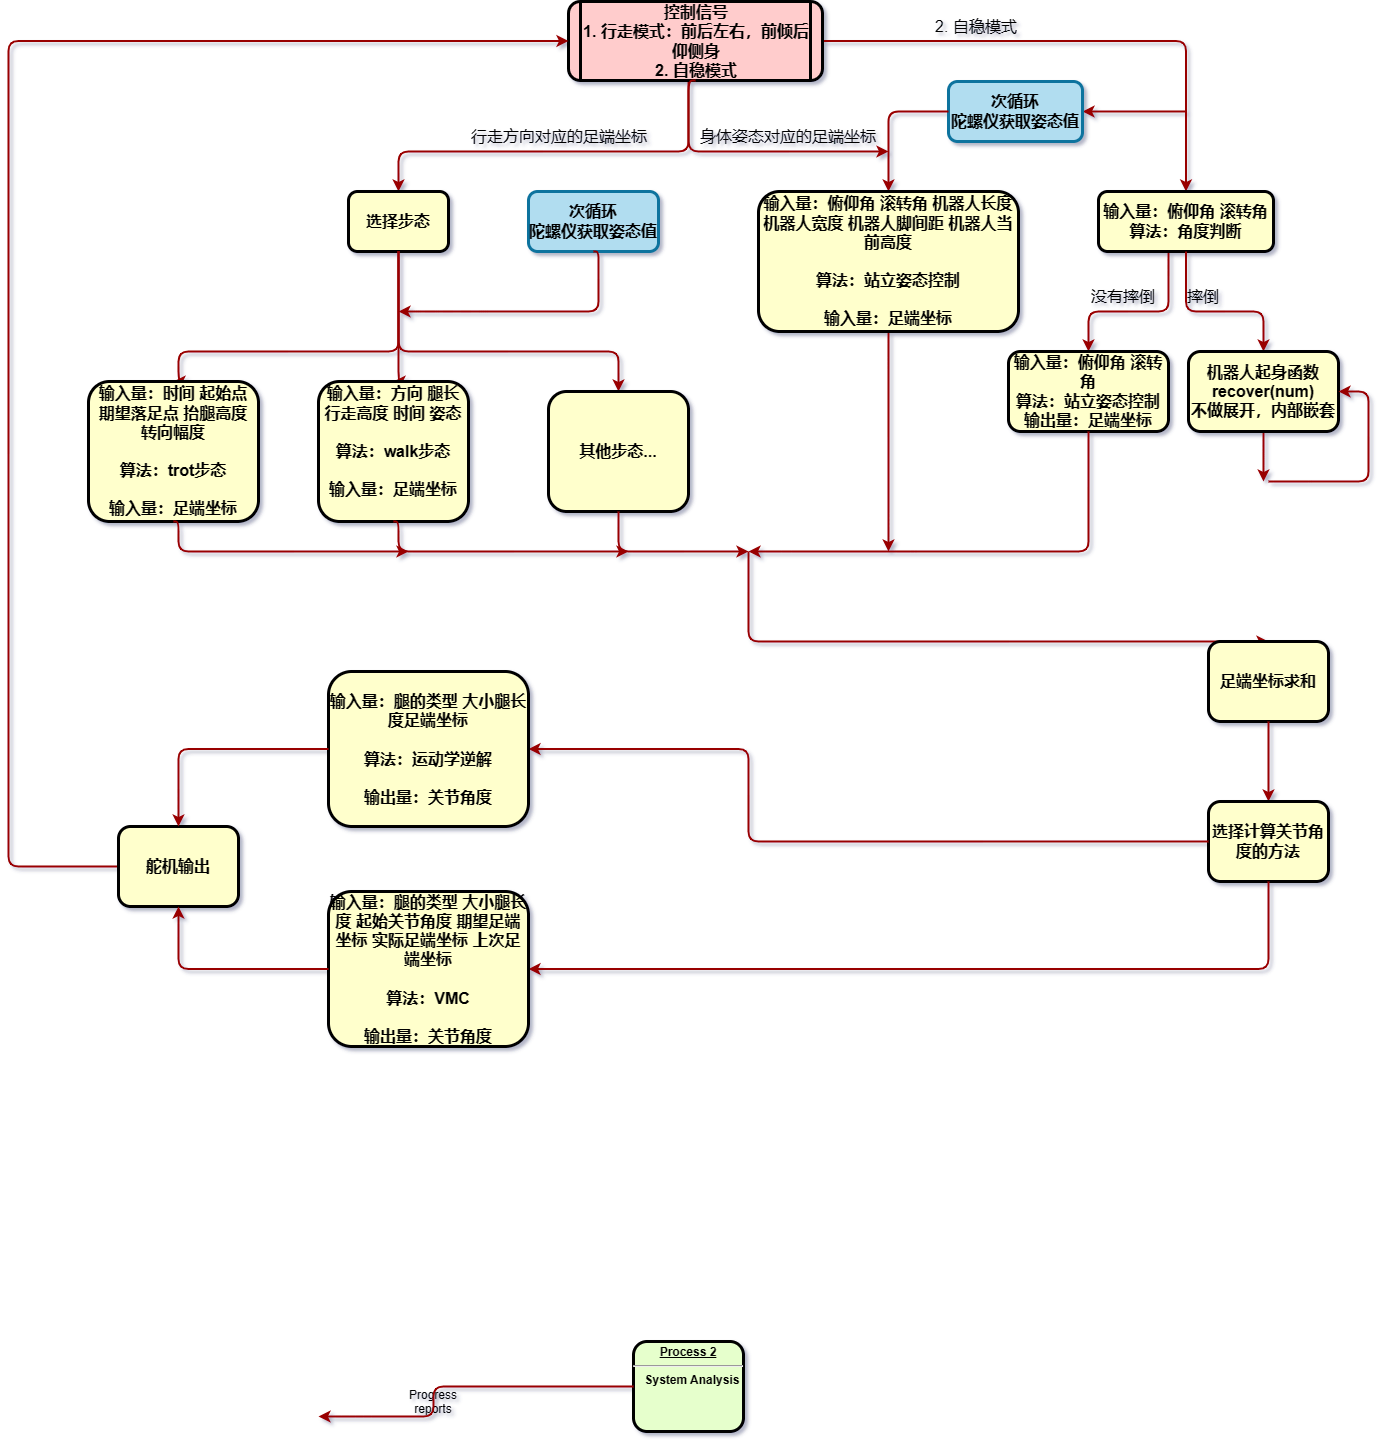 控制信号
1. 行走模式：前后左右，前倾后
仰侧身
2. 自稳模式
2. 自稳模式
次循环
陀螺仪获取姿态值
行走方向对应的足端坐标
身体姿态对应的足端坐标
选择步态
次循环
陀螺仪获取姿态值
输入量：俯仰角 滚转角 机器人长度
机器人宽度 机器人脚间距 机器人当
前高度
算法：站立姿态控制
输入量：足端坐标
输入量：俯仰角 滚转角
算法：角度判断
没有摔倒
摔倒
输入量：时间 起始点
期望落足点 抬腿高度
转向幅度
算法：trot步态
输入量：足端坐标
输入量：方向 腿长
行走高度 时间 姿态
算法：walk步态
输入量：足端坐标
其他步态...
输入量：俯仰角 滚转
角
算法：站立姿态控制
输出量：足端坐标
机器人起身函数
recover(num)
不做展开，内部嵌套
足端坐标求和
输入量：腿的类型 大小腿长
度足端坐标
算法：运动学逆解
输出量：关节角度
选择计算关节角
度的方法
舵机输出
输入量：腿的类型 大小腿长
度 起始关节角度 期望足端
坐标 实际足端坐标 上次足
端坐标
算法：VMC
输出量：关节角度
Process 2
System Analysis
Progress
reports